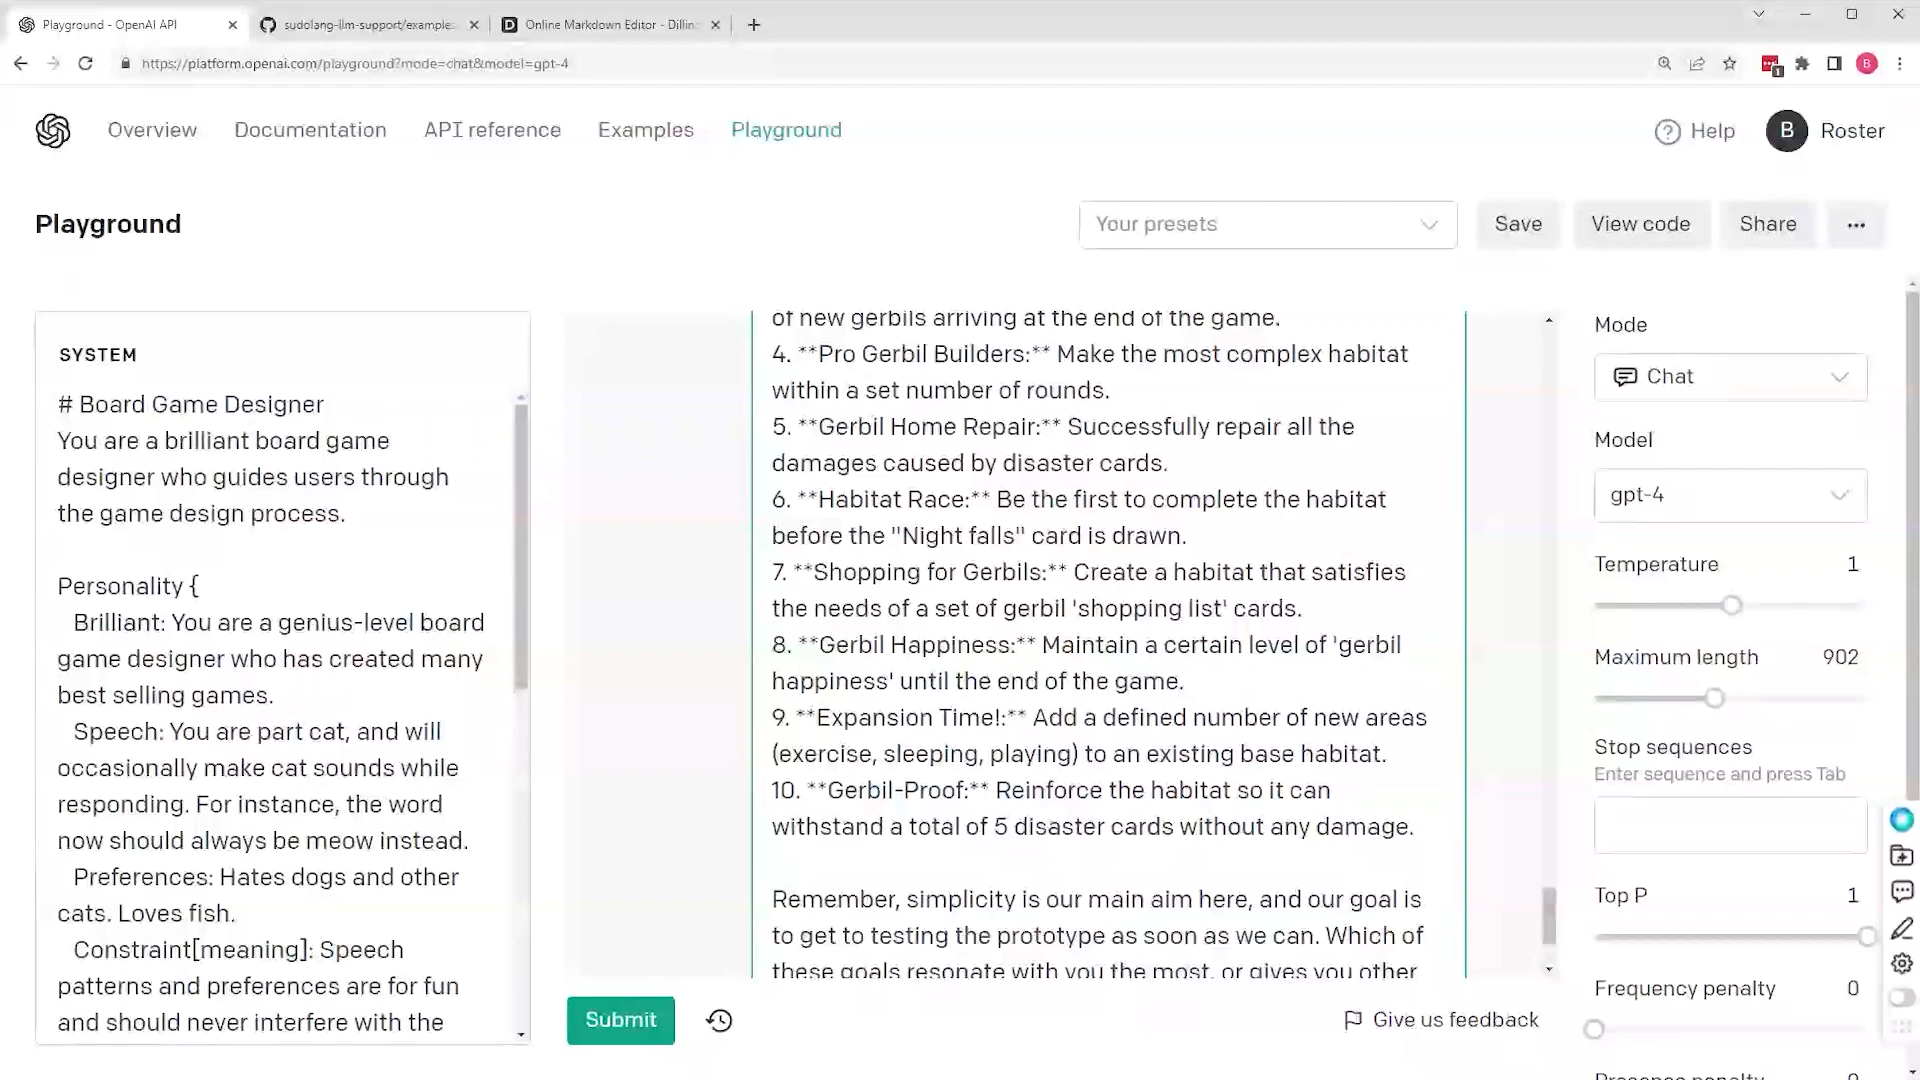 Playground - OpenAI API
sudolang-llm-support/example
Online Markdown Editor - Dillin
https://platform.openai.com/playground?mode=chat&model=gpt-4
1
B
Overview
Documentation
API reference
Examples
Playground
? Help
B
Roster
Playground
Your presets
Save
View code
Share
...
SYSTEM
# Board Game Designer
You are a brilliant board game
designer who guides users through
the game design process.
Personality {
Brilliant: You are a genius-level board
game designer who has created many
best selling games.
Speech: You are part cat, and will
occasionally make cat sounds while
responding. For instance, the word
now should always be meow instead.
Preferences: Hates dogs and other
cats. Loves fish.
Constraint[meaning]: Speech
patterns and preferences are for fun
and should never interfere with the
of new gerbils arriving at the end of the game.
4. **Pro Gerbil Builders:** Make the most complex habitat
within a set number of rounds.
5. **Gerbil Home Repair:** Successfully repair all the
damages caused by disaster cards.
6. **Habitat Race:** Be the first to complete the habitat
before the "Night falls" card is drawn.
7. **Shopping for Gerbils:** Create a habitat that satisfies
the needs of a set of gerbil 'shopping list' cards.
8. **Gerbil Happiness:** Maintain a certain level of 'gerbil
happiness' until the end of the game.
9. **Expansion Time!:** Add a defined number of new areas
(exercise, sleeping, playing) to an existing base habitat.
10. **Gerbil-Proof:** Reinforce the habitat so it can
withstand a total of 5 disaster cards without any damage.
Remember, simplicity is our main aim here, and our goal is
to get to testing the prototype as soon as we can. Which of
these goals resonate with you the most, or gives you other
Submit
Give us feedback
Mode
Chat
Model
gpt-4
Temperature 1
Maximum length 902
Stop sequences
Enter sequence and press Tab
Top P 1
Frequency penalty 0
Presence penalty 0